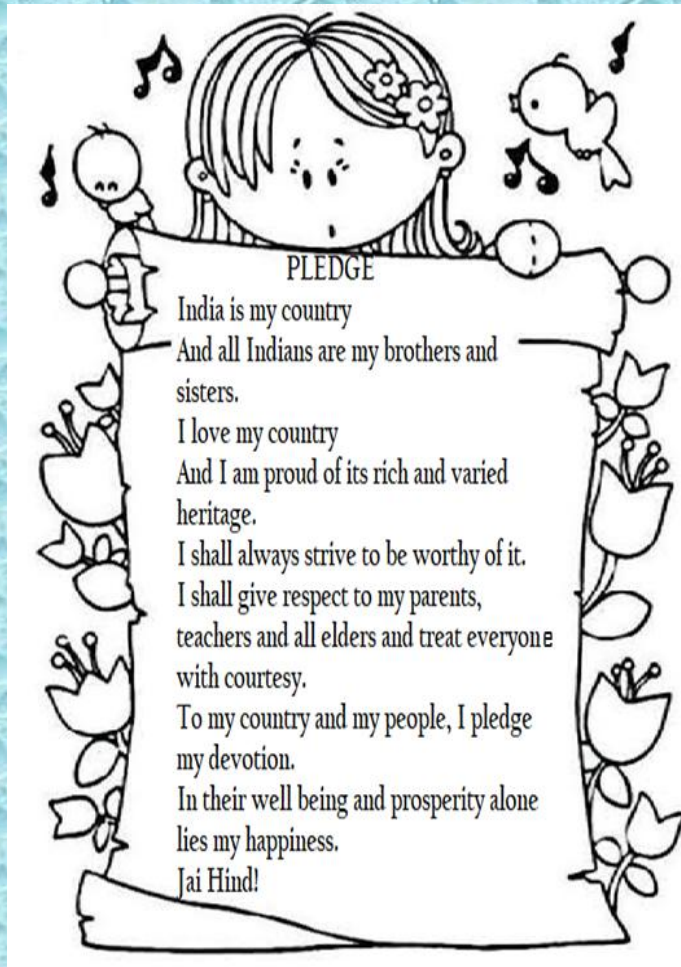 PLEDGE
India is my country
And all Indians are my brothers and
sisters.
I love my country
And I am proud of its rich and varied
heritage.
I shall always strive to be worthy of it.
I shall give respect to my parents,
teachers and all elders and treat everyone
with courtesy.
To my country and my people, I pledge
my devotion.
In their well being and prosperity alone
lies my happiness.
Jai Hind!